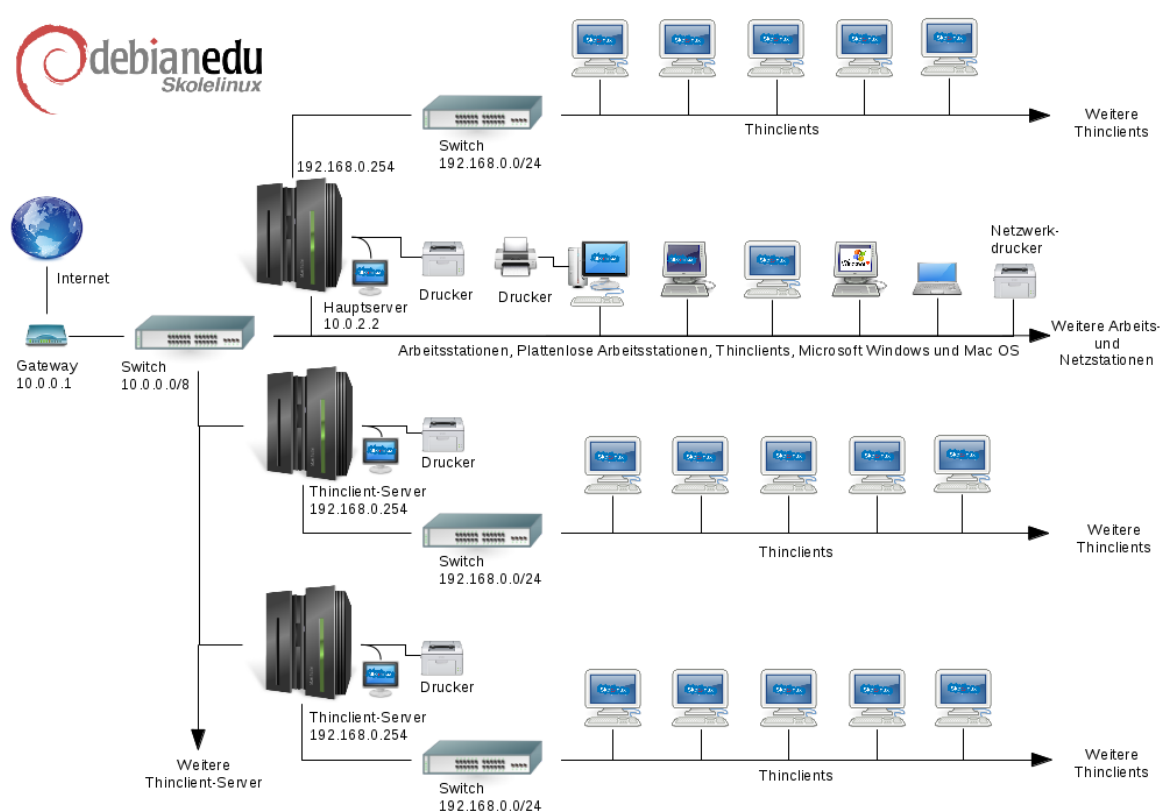 debianedu
Skolelinux
Switch
192.168.0.0/24
Thinclients
Weitere
Thinclients
192.168.0.254
Internet
Gateway
10.0.0.1
Switch
10.0.0.0/8
Hauptserver
10.0.2.2
Drucker
Drucker
Windows
Netzwerk-
drucker
Arbeitsstationen, Plattenlose Arbeitsstationen, Thinclients, Microsoft Windows und Mac OS
Weitere Arbeits-
und
Netzstationen
Drucker
Thinclient-Server
192.168.0.254
Switch
192.168.0.0/24
Thinclients
Weitere
Thinclients
Drucker
Thinclient-Server
192.168.0.254
Switch
192.168.0.0/24
Thinclients
Weitere
Thinclients
Weitere
Thinclient-Server